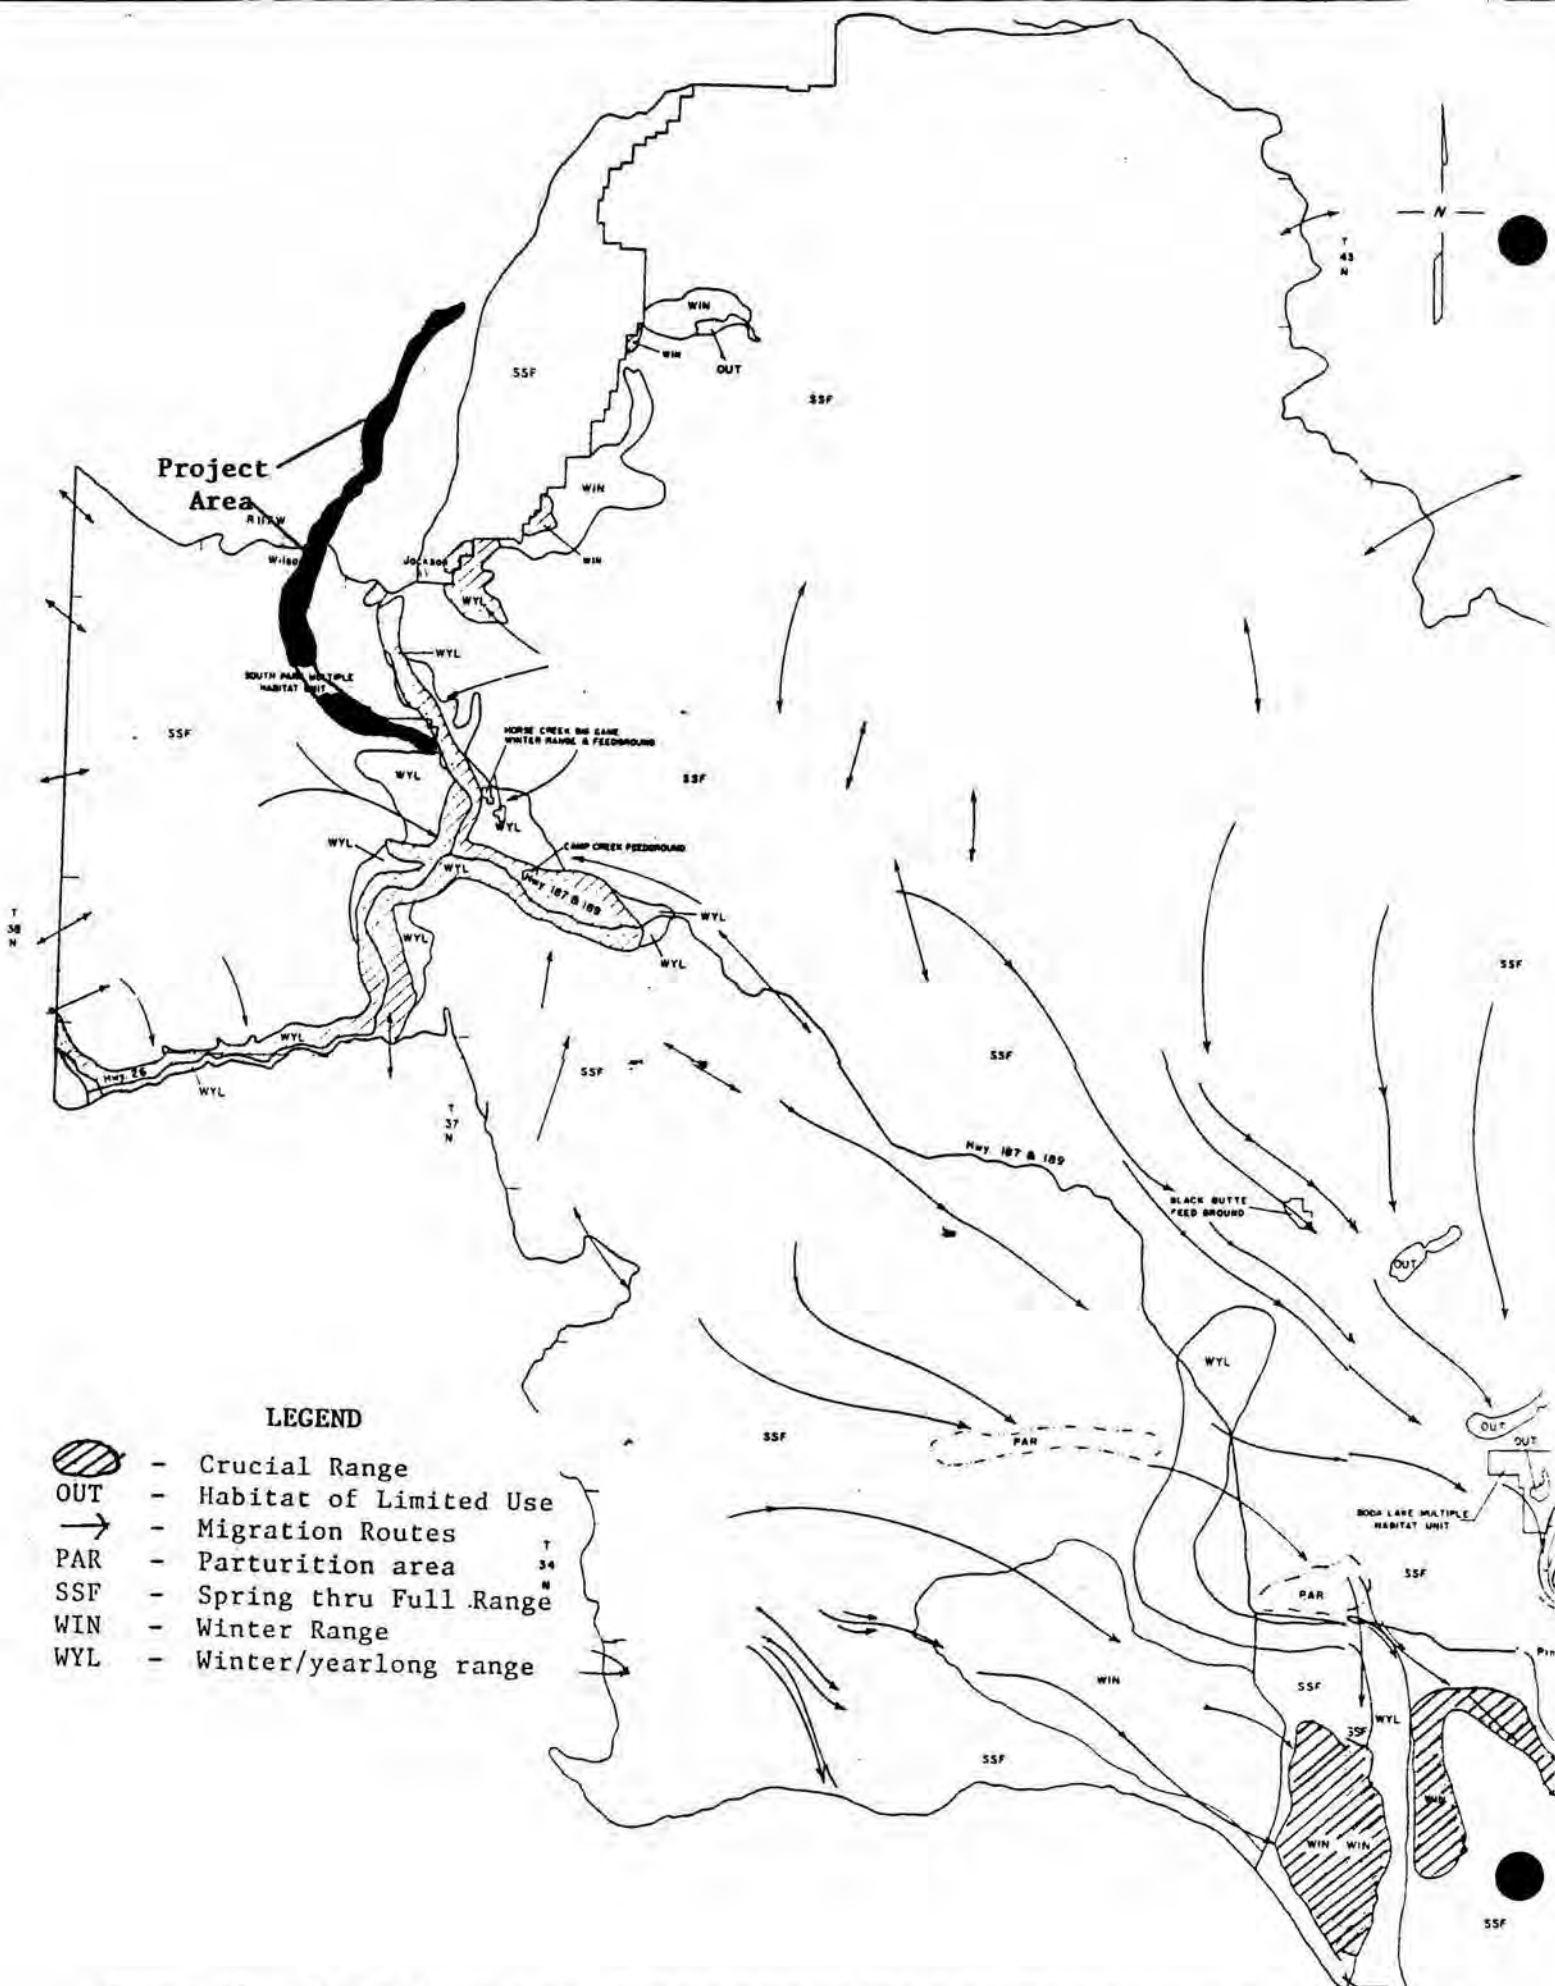 N
T
43
N
WIN
WIN
OUT
SSF
SSF
Project
Area
WIN
R 117 W
Jackson
WIN
WYL
WYL
SOUTH PARK MULTIPLE
HABITAT UNIT
SSF
HORSE CREEK BIG GAME
WINTER RANGE & FEEDGROUND
SSF
WYL
WYL
WYL
CAMP CREEK FEEDGROUND
WYL
Hwy. 187 & 189
WYL
T
38
N
WYL
WYL
SSF
WYL
SSF
SSF
Hwy. 26
WYL
T
37
N
Hwy. 187 & 189
BLACK BUTTE
FEED GROUND
OUT
WYL
LEGEND
SSF
PAR
OUT
OUT
- Crucial Range
OUT - Habitat of Limited Use
- Migration Routes
PAR - Parturition area
SSF - Spring thru Full Range
WIN - Winter Range
WYL - Winter/yearlong range
T
34
N
SODA LAKE MULTIPLE
HABITAT UNIT
SSF
PAR
WIN
SSF
WYL
SSF
SSF
WIN
WIN WIN
SSF